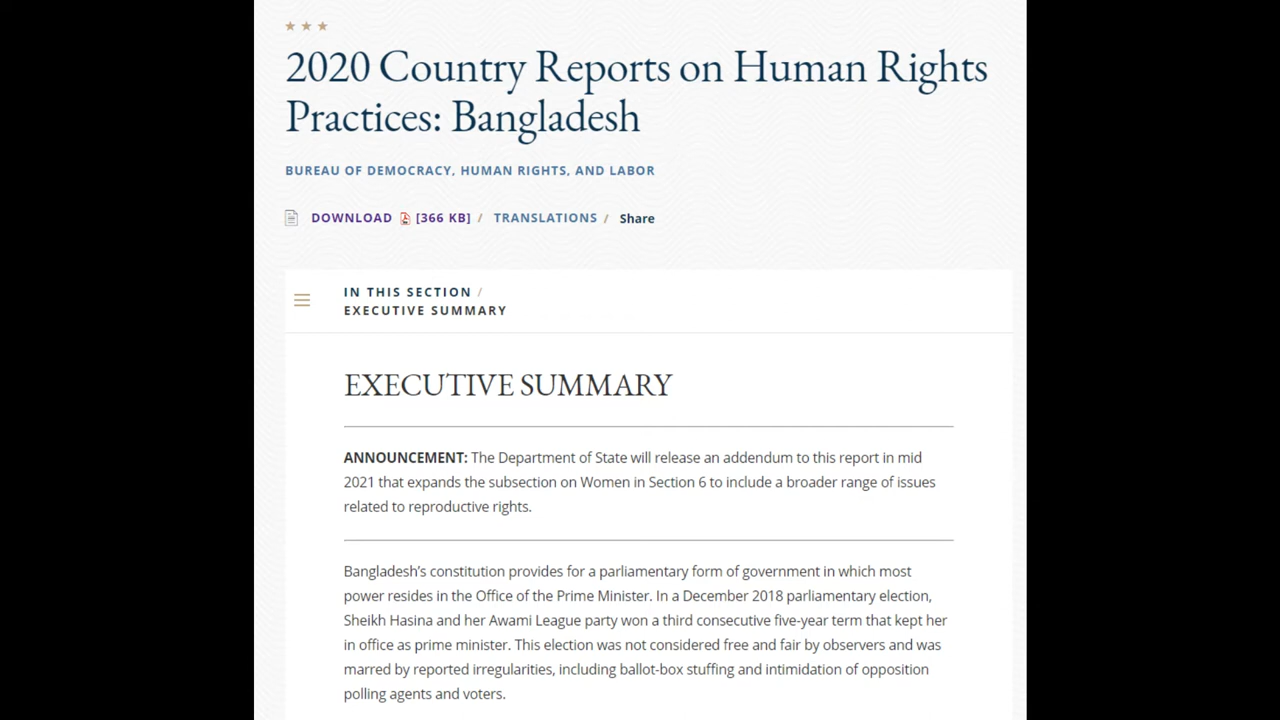 2020 Country Reports on Human Rights
Practices: Bangladesh
BUREAU OF DEMOCRACY, HUMAN RIGHTS, AND LABOR
DOWNLOAD [366 KB] / TRANSLATIONS / Share
IN THIS SECTION /
EXECUTIVE SUMMARY
EXECUTIVE SUMMARY
ANNOUNCEMENT: The Department of State will release an addendum to this report in mid
2021 that expands the subsection on Women in Section 6 to include a broader range of issues
related to reproductive rights.
Bangladesh’s constitution provides for a parliamentary form of government in which most
power resides in the Office of the Prime Minister. In a December 2018 parliamentary election,
Sheikh Hasina and her Awami League party won a third consecutive five-year term that kept her
in office as prime minister. This election was not considered free and fair by observers and was
marred by reported irregularities, including ballot-box stuffing and intimidation of opposition
polling agents and voters.